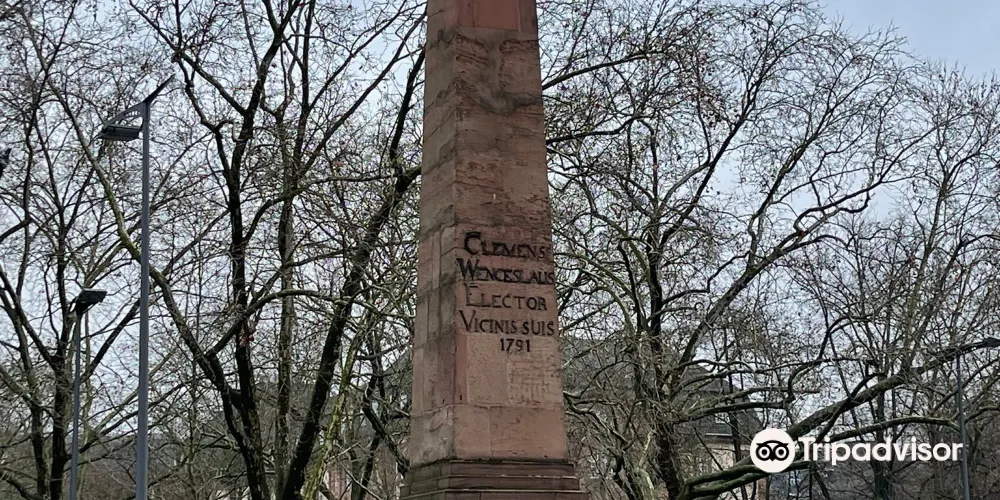 CLEMENS
WENCESLAUS
ELECTOR
VICINIS SUIS
1791
Tripadvisor